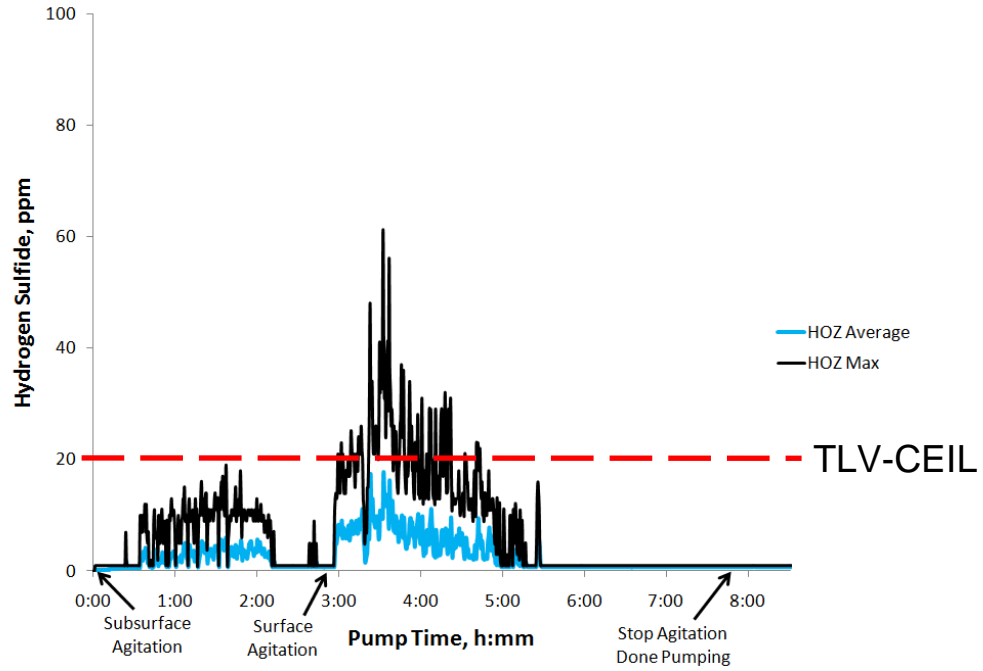 100
80
60
40
20
0
Hydrogen Sulfide, ppm
HOZ Average
HOZ Max
TLV-CEIL
0:00 1:00 2:00 3:00 4:00 5:00 6:00 7:00 8:00
Subsurface
Agitation
Surface
Agitation
Pump Time, h:mm
Stop Agitation
Done Pumping